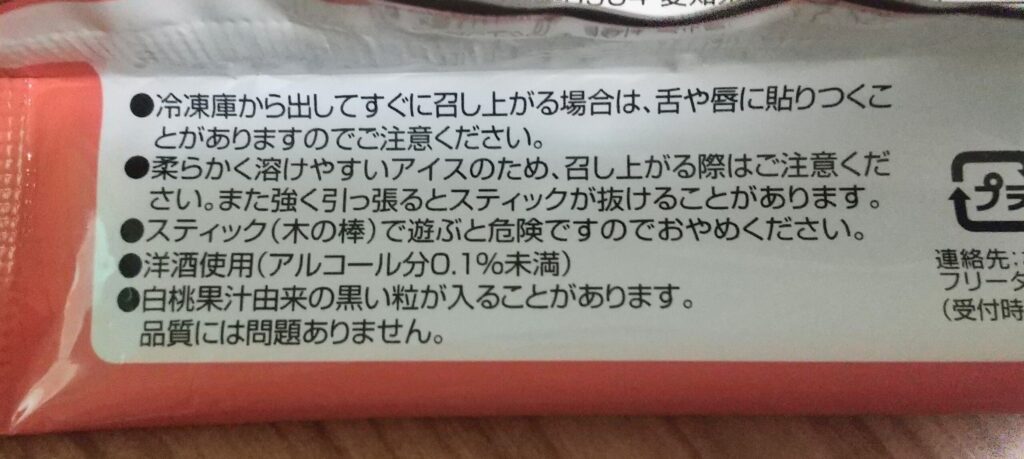 ●冷凍庫から出してすぐに召し上がる場合は、舌や唇に貼りつくこ
とがありますのでご注意ください。
●柔らかく溶けやすいアイスのため、召し上がる際はご注意くだ
さい。また強く引っ張るとスティックが抜けることがあります。
●スティック(木の棒)で遊ぶと危険ですのでおやめください。
●洋酒使用(アルコール分0.1%未満)
●白桃果汁由来の黒い粒が入ることがあります。
品質には問題ありません。
プラ
連絡先:
フリーダ
(受付時